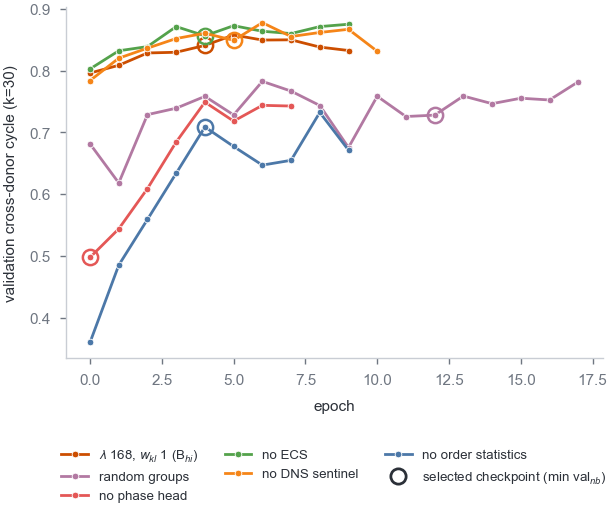 0.9
0.8
0.7
0.6
0.5
0.4
validation cross-donor cycle (k=30)
0.0 2.5 5.0 7.5 10.0 12.5 15.0 17.5
epoch
λ 168, w_kl 1 (B_hi)
random groups
no phase head
no ECS
no DNS sentinel
no order statistics
selected checkpoint (min val_nb)